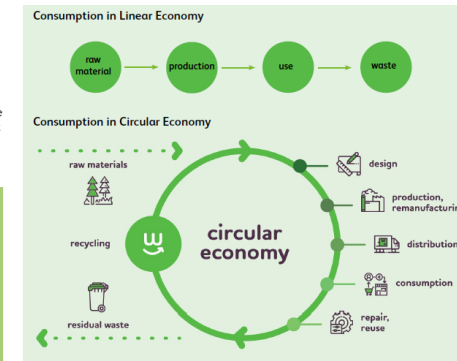 Consumption in Linear Economy
raw
material
production
use
waste
Consumption in Circular Economy
raw materials
design
production,
remanufacturing
recycling
circular
economy
distribution
consumption
residual waste
repair,
reuse